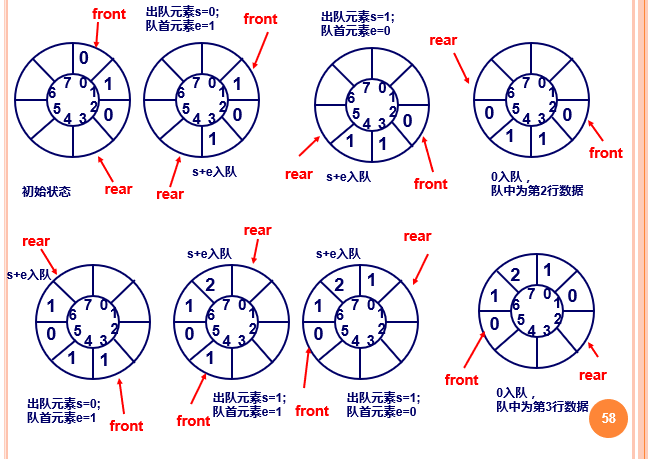 front
出队元素s=0;
队首元素e=1
front
出队元素s=1;
队首元素e=0
rear
0
1
0
7 0
6 1
5 2
4 3
rear
初始状态
1
0
1
7 0
6 1
5 2
4 3
rear
s+e入队
0
1
1
7 0
6 1
5 2
4 3
rear
front
s+e入队
0
0
1
1
7 0
6 1
5 2
4 3
front
0入队，
队中为第2行数据
rear
s+e入队
1
0
1
1
7 0
6 1
5 2
4 3
出队元素s=0;
队首元素e=1
front
s+e入队
rear
2
1
0
1
7 0
6 1
5 2
4 3
front
出队元素s=1;
队首元素e=1
s+e入队
rear
2
1
1
0
7 0
6 1
5 2
4 3
front
出队元素s=1;
队首元素e=0
2
1
1
0
0
7 0
6 1
5 2
4 3
front
rear
0入队，
队中为第3行数据
58